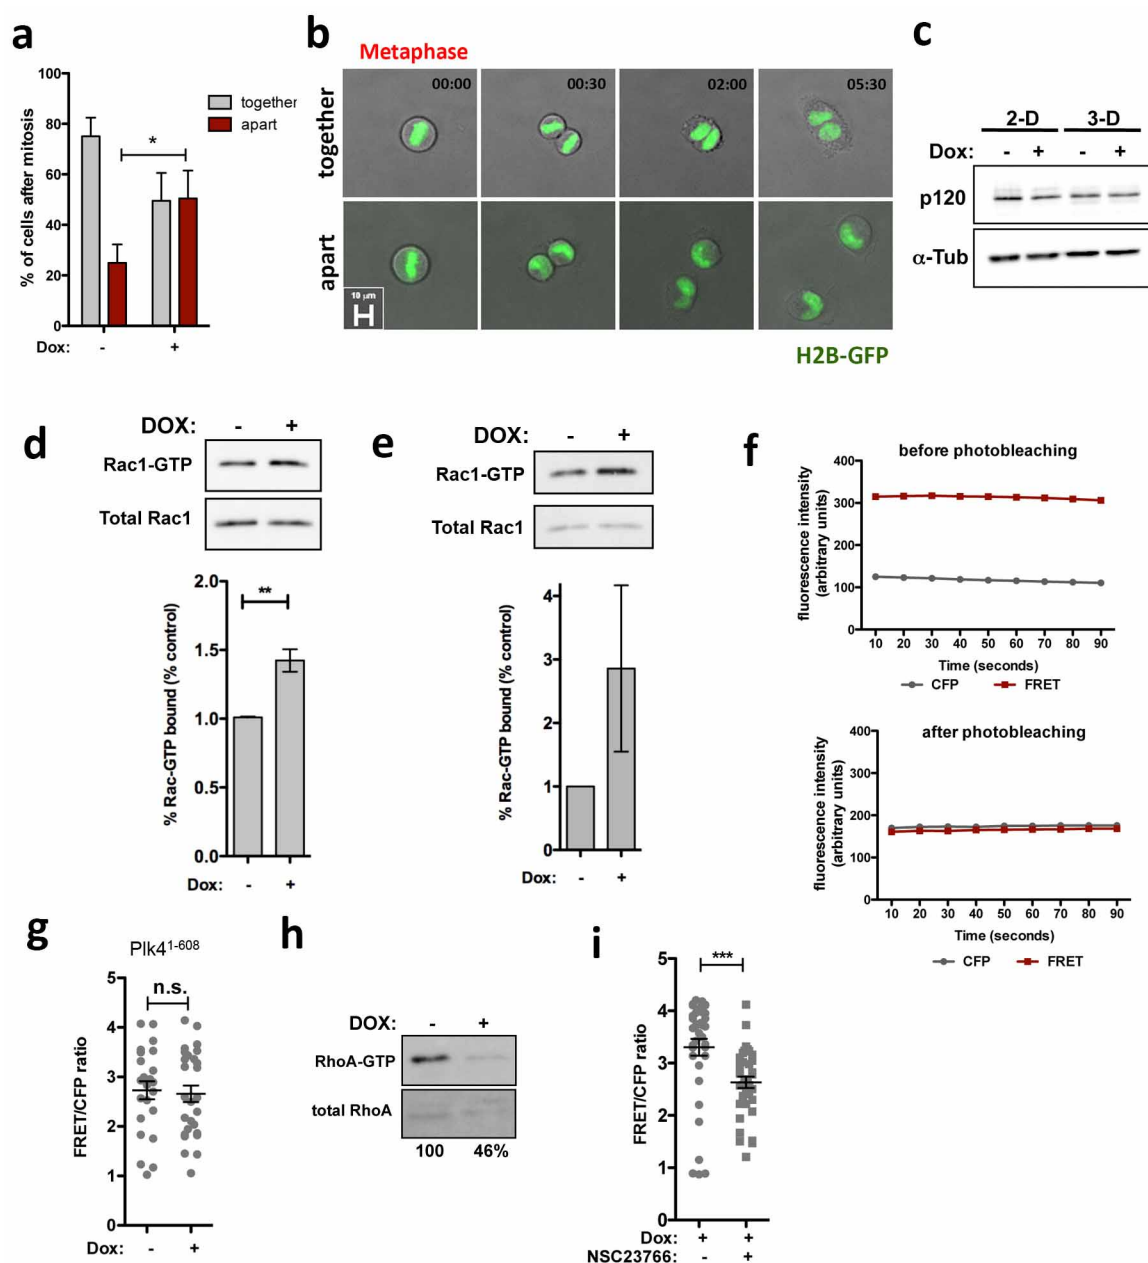 a
100
80
60
40
20
0
% of cells after mitosis
together
apart
*
Dox: - +
b
Metaphase
together
00:00 00:30 02:00 05:30
apart
10 µm
H2B-GFP
c
2-D 3-D
Dox: - + - +
p120
α-Tub
d
DOX: - +
Rac1-GTP
Total Rac1
2.0
1.5
1.0
0.5
0.0
% Rac-GTP bound (% control)
**
Dox: - +
e
DOX: - +
Rac1-GTP
Total Rac1
4
3
2
1
0
% Rac-GTP bound (% control)
Dox: - +
f
before photobleaching
400
300
200
100
0
fluorescence intensity
(arbitrary units)
10 20 30 40 50 60 70 80 90
Time (seconds)
CFP FRET
after photobleaching
400
300
200
100
0
fluorescence intensity
(arbitrary units)
10 20 30 40 50 60 70 80 90
Time (seconds)
CFP FRET
g
Plk4¹⁻⁶⁰⁸
n.s.
5
4
3
2
1
0
FRET/CFP ratio
Dox: - +
h
DOX: - +
RhoA-GTP
total RhoA
100 46%
i
***
5
4
3
2
1
0
FRET/CFP ratio
Dox: + +
NSC23766: - +